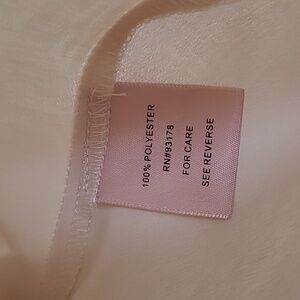 100% POLYESTER
RN#93178
FOR CARE
SEE REVERSE